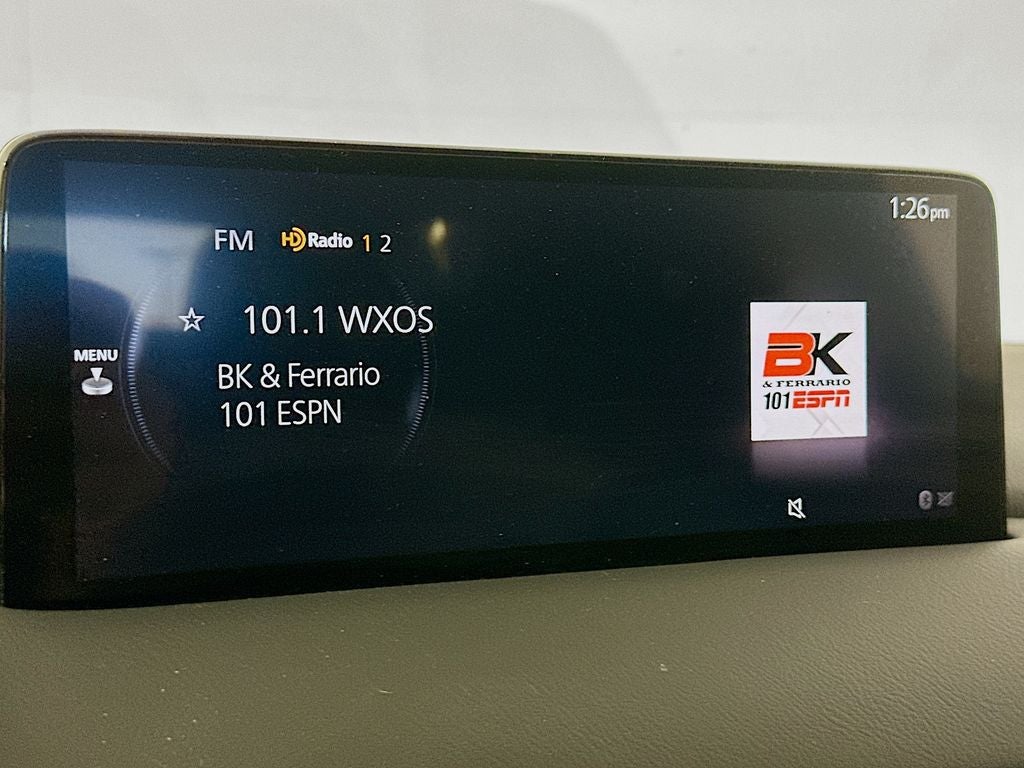 1:26pm
FM HD Radio 1 2
101.1 WXOS
MENU
BK & Ferrario
101 ESPN
BK
& FERRARIO
101 ESPN